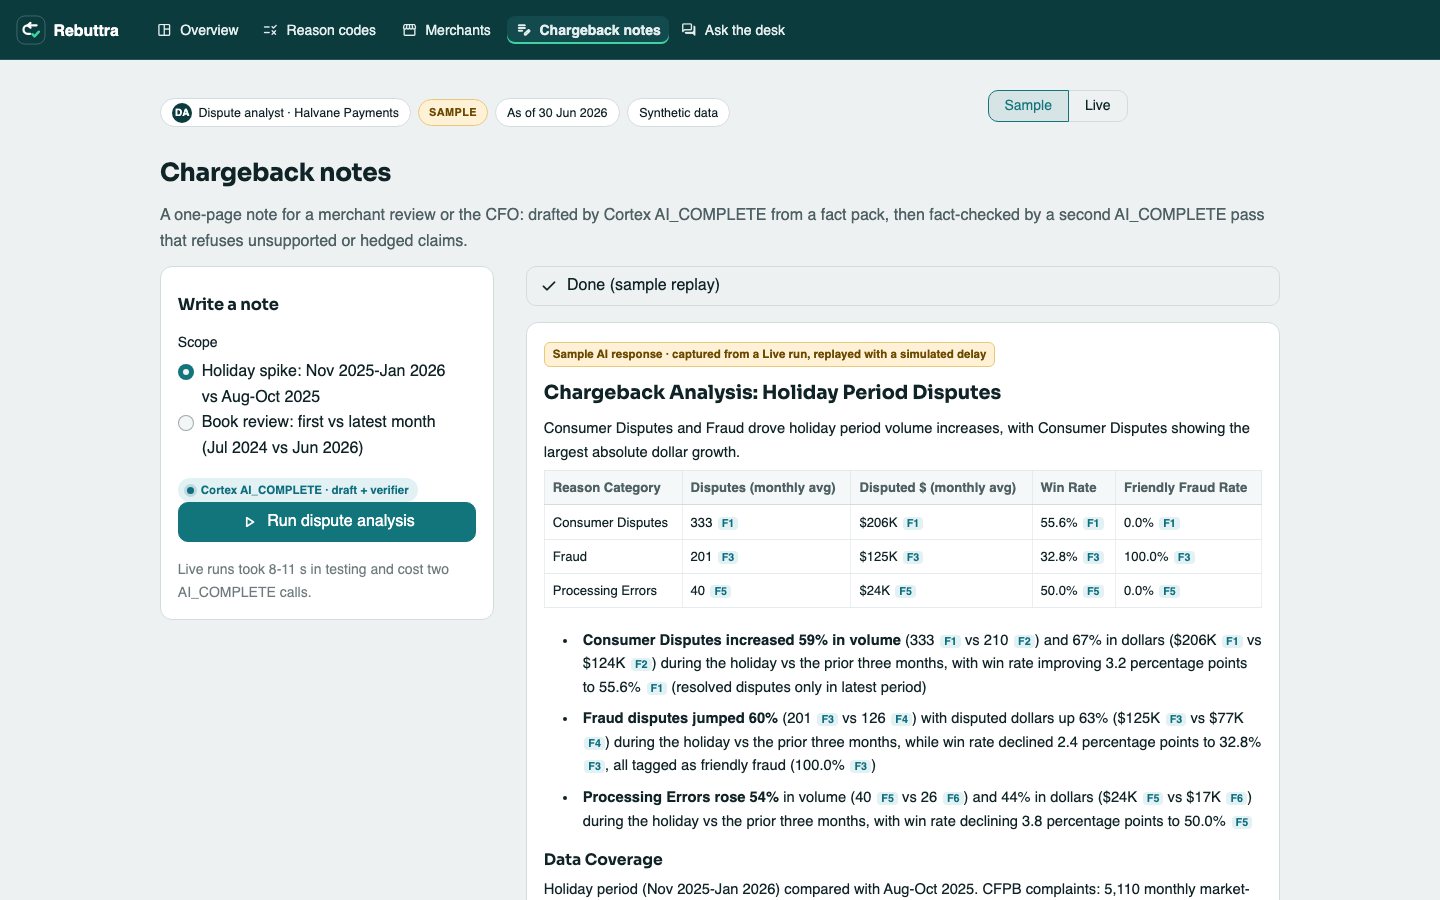 Rebuttra
Overview
Reason codes
Merchants
Chargeback notes
Ask the desk
DA Dispute analyst · Halvane Payments
SAMPLE
As of 30 Jun 2026
Synthetic data
Sample
Live
Chargeback notes
A one-page note for a merchant review or the CFO: drafted by Cortex AI_COMPLETE from a fact pack, then fact-checked by a second AI_COMPLETE pass
that refuses unsupported or hedged claims.
Write a note
Scope
Holiday spike: Nov 2025-Jan 2026
vs Aug-Oct 2025
Book review: first vs latest month
(Jul 2024 vs Jun 2026)
Cortex AI_COMPLETE · draft + verifier
Run dispute analysis
Live runs took 8-11 s in testing and cost two
AI_COMPLETE calls.
Done (sample replay)
Sample AI response · captured from a Live run, replayed with a simulated delay
Chargeback Analysis: Holiday Period Disputes
Consumer Disputes and Fraud drove holiday period volume increases, with Consumer Disputes showing the
largest absolute dollar growth.
Reason Category Disputes (monthly avg) Disputed $ (monthly avg) Win Rate Friendly Fraud Rate
Consumer Disputes 333 F1 $206K F1 55.6% F1 0.0% F1
Fraud 201 F3 $125K F3 32.8% F3 100.0% F3
Processing Errors 40 F5 $24K F5 50.0% F5 0.0% F5
• Consumer Disputes increased 59% in volume (333 F1 vs 210 F2 ) and 67% in dollars ($206K F1 vs
$124K F2 ) during the holiday vs the prior three months, with win rate improving 3.2 percentage points
to 55.6% F1 (resolved disputes only in latest period)
• Fraud disputes jumped 60% (201 F3 vs 126 F4 ) with disputed dollars up 63% ($125K F3 vs $77K
F4 ) during the holiday vs the prior three months, while win rate declined 2.4 percentage points to 32.8%
F3 , all tagged as friendly fraud (100.0% F3 )
• Processing Errors rose 54% in volume (40 F5 vs 26 F6 ) and 44% in dollars ($24K F5 vs $17K F6 )
during the holiday vs the prior three months, with win rate declining 3.8 percentage points to 50.0% F5
Data Coverage
Holiday period (Nov 2025-Jan 2026) compared with Aug-Oct 2025. CFPB complaints: 5,110 monthly market-